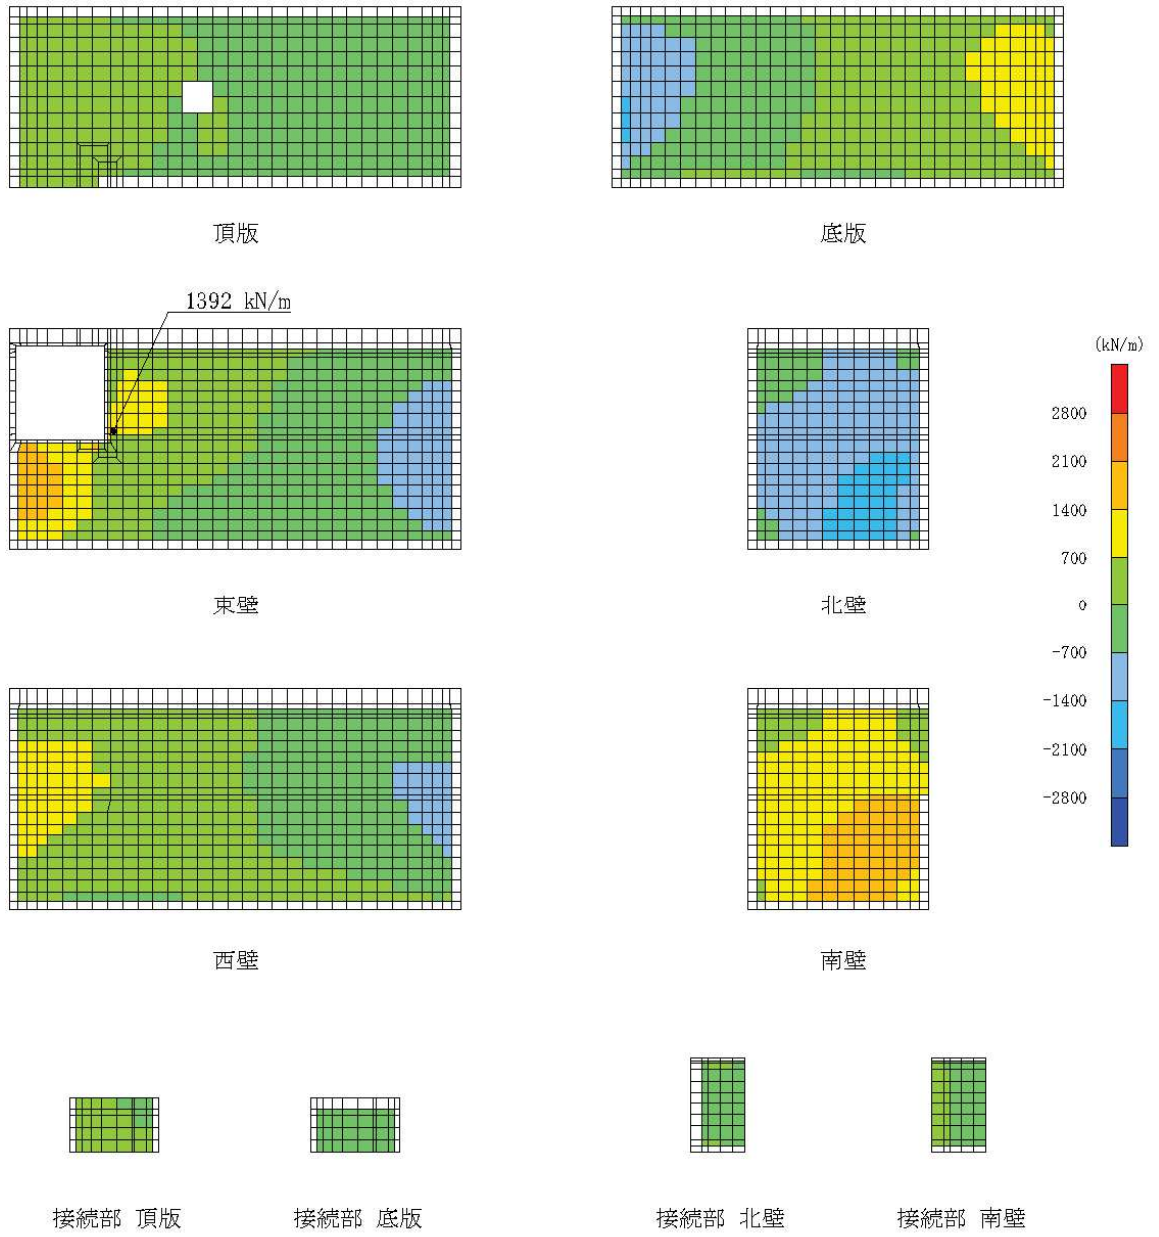 頂版
底版
1392 kN/m
東壁
北壁
(kN/m)
2800
2100
1400
700
0
-700
-1400
-2100
-2800
西壁
南壁
接続部 頂版
接続部 底版
接続部 北壁
接続部 南壁